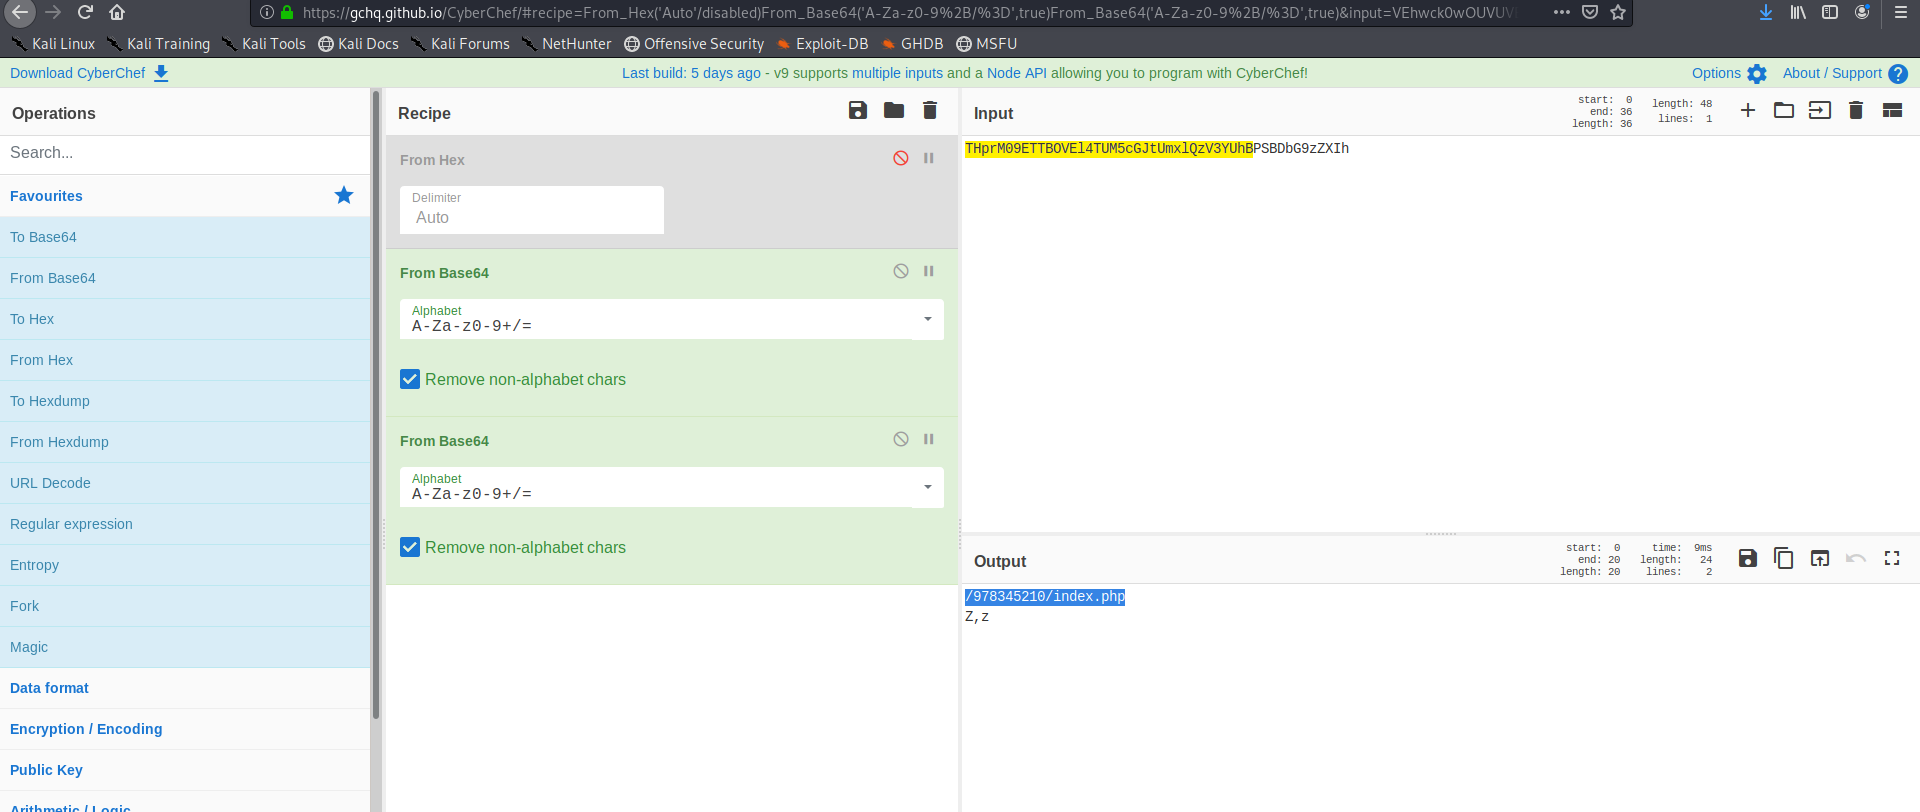 https://gchq.github.io/CyberChef/#recipe=From_Hex('Auto'/disabled)From_Base64('A-Za-z0-9%2B/%3D',true)From_Base64('A-Za-z0-9%2B/%3D',true)&input=VEhwck0wOUVUV
Kali Linux Kali Training Kali Tools Kali Docs Kali Forums NetHunter Offensive Security Exploit-DB GHDB MSFU
Download CyberChef Last build: 5 days ago - v9 supports multiple inputs and a Node API allowing you to program with CyberChef! Options About / Support
Operations
Search...
Favourites
To Base64
From Base64
To Hex
From Hex
To Hexdump
From Hexdump
URL Decode
Regular expression
Entropy
Fork
Magic
Data format
Encryption / Encoding
Public Key
Arithmetic / Logic
Recipe
From Hex
Delimiter
Auto
From Base64
Alphabet
A-Za-z0-9+/=
Remove non-alphabet chars
From Base64
Alphabet
A-Za-z0-9+/=
Remove non-alphabet chars
Input
start: 0
end: 36
length: 36
length: 48
lines: 1
THprM09ETTBOVEl4TUM5cGJtUmxlQzV3YUhBPSBDbG9zZXIh
Output
start: 0
end: 20
length: 20
time: 9ms
length: 24
lines: 2
/978345210/index.php
Z,z